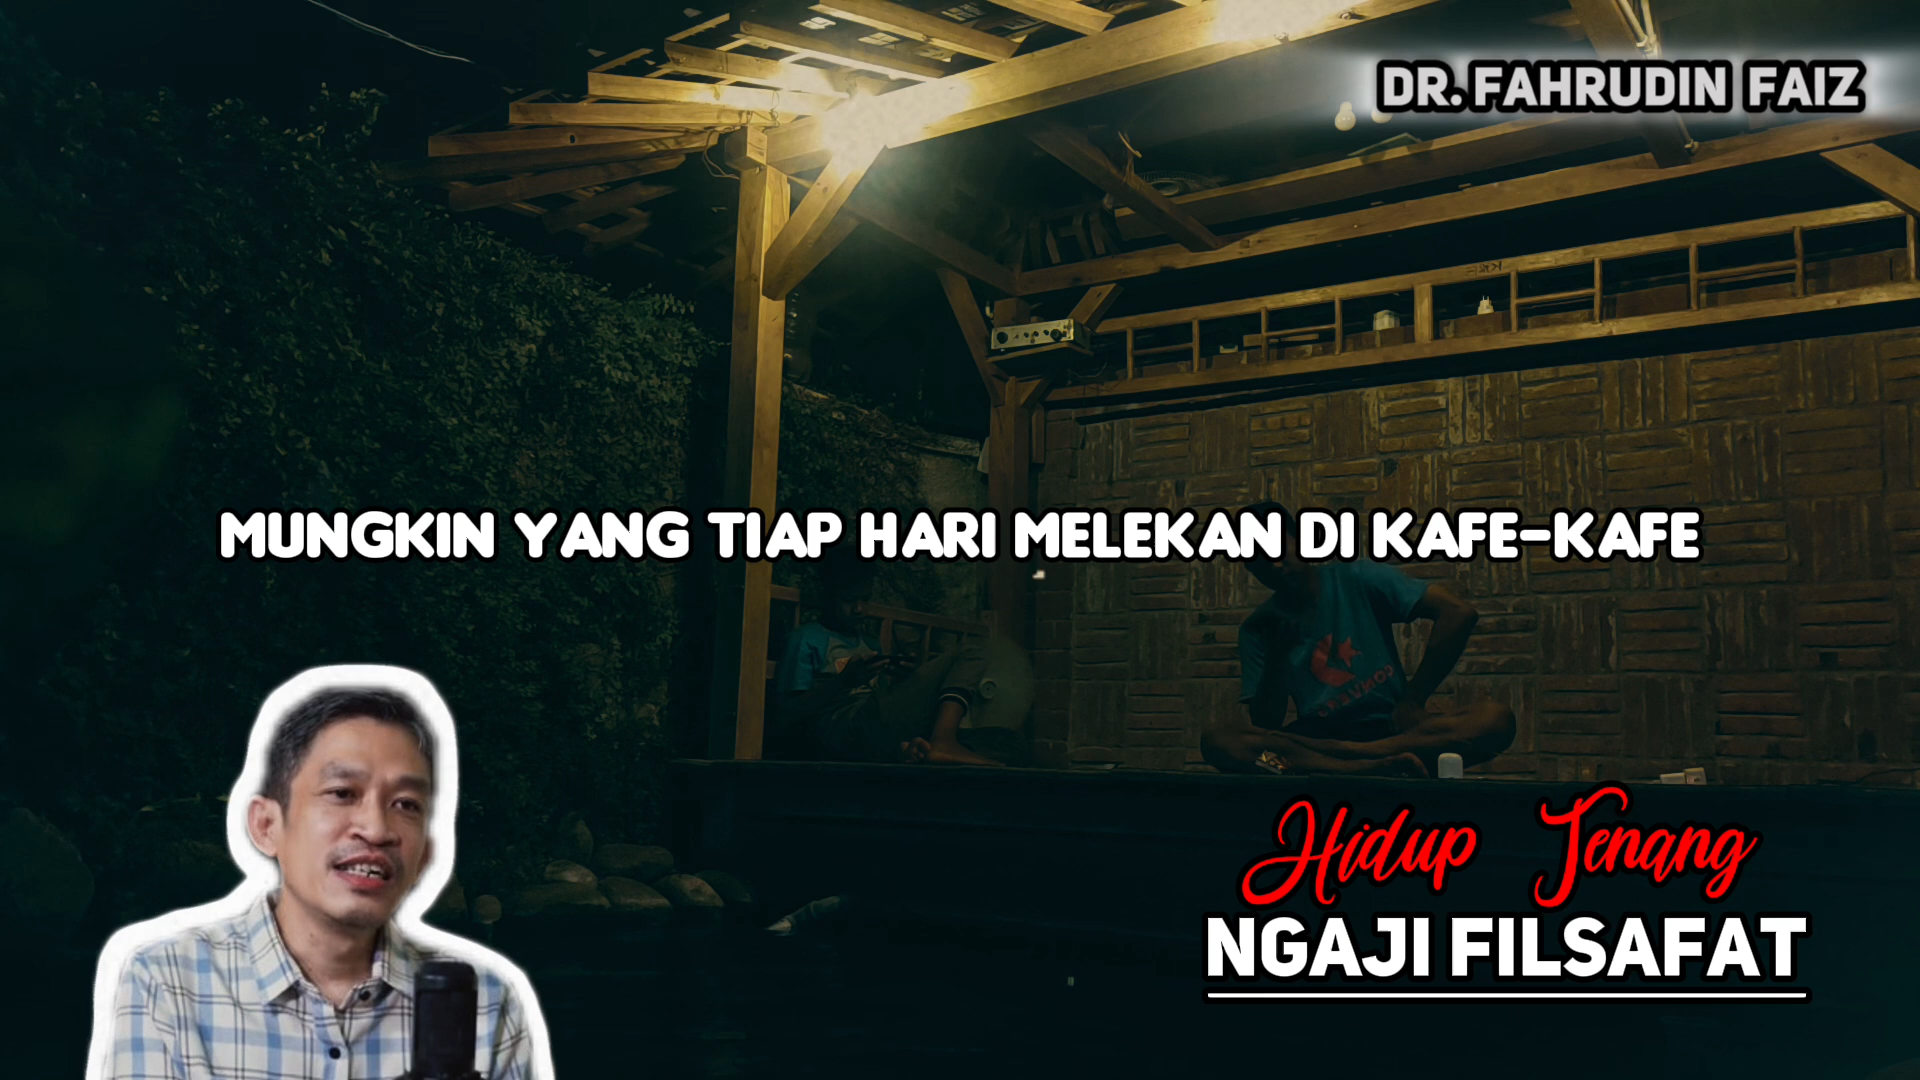 DR. FAHRUDIN FAIZ
MUNGKIN YANG TIAP HARI MELEKAN DI KAFE-KAFE
Hidup Tenang
NGAJI FILSAFAT